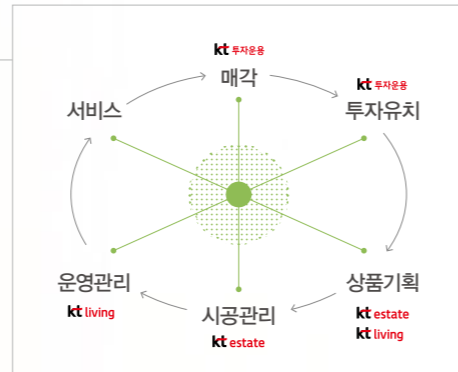 kt 투자운용
매각
kt 투자운용
투자유치
서비스
상품기획
kt estate
kt living
시공관리
kt estate
운영관리
kt living